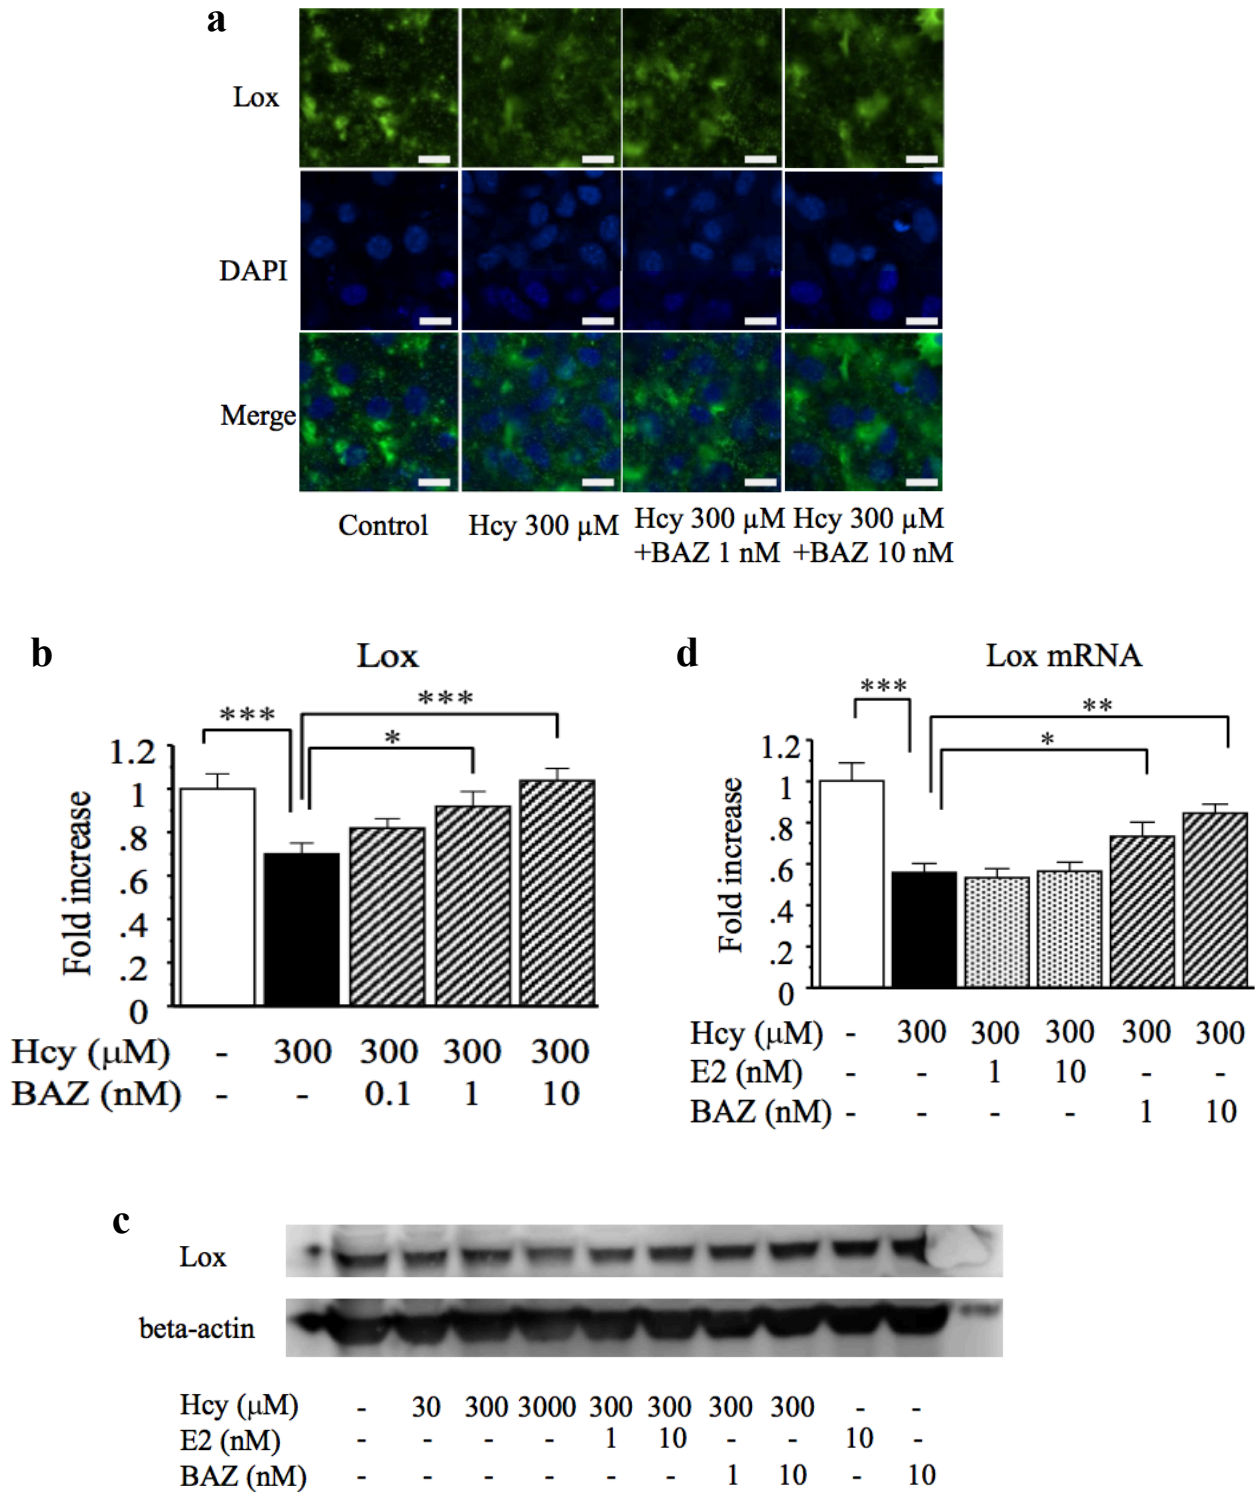 a
Lox
DAPI
Merge
Control
Hcy 300 µM
Hcy 300 µM
+BAZ 1 nM
Hcy 300 µM
+BAZ 10 nM
b
Lox
***
***
*
Fold increase
1.2
1
.8
.6
.4
.2
0
Hcy (µM) - 300 300 300 300
BAZ (nM) - - 0.1 1 10
d
Lox mRNA
***
**
*
Fold increase
1.2
1
.8
.6
.4
.2
0
Hcy (µM) - 300 300 300 300 300
E2 (nM) - - 1 10 - -
BAZ (nM) - - - - 1 10
c
Lox
beta-actin
Hcy (µM) - 30 300 3000 300 300 300 300 - -
E2 (nM) - - - - 1 10 - - 10 -
BAZ (nM) - - - - - - 1 10 - 10